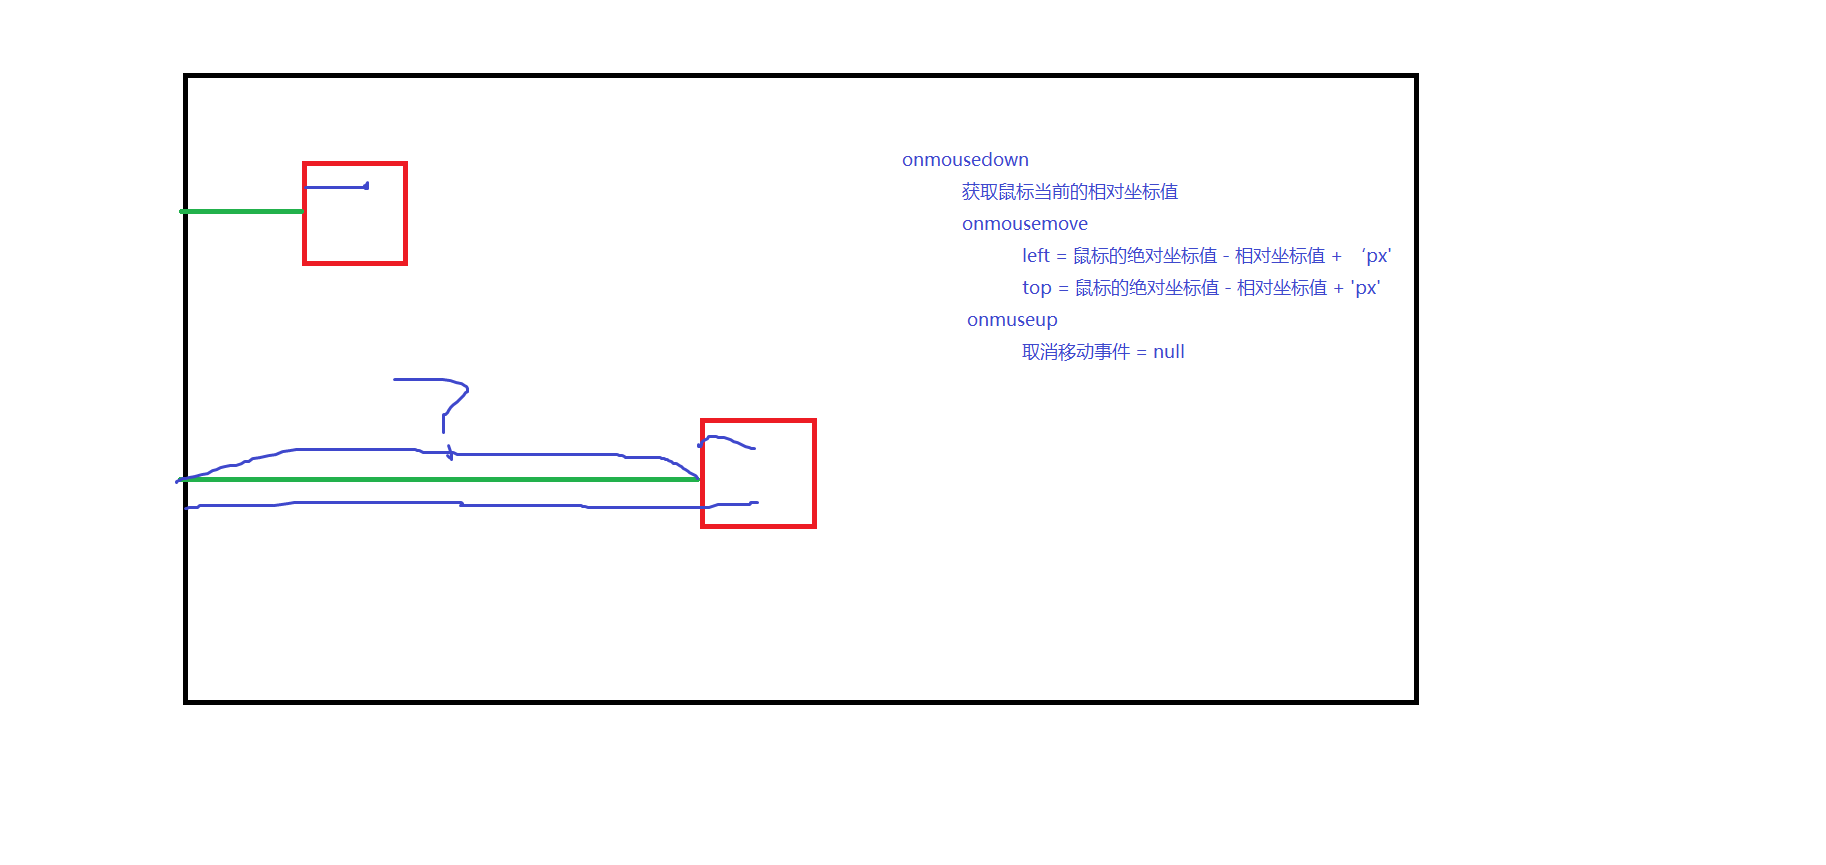 onmousedown
获取鼠标当前的相对坐标值
onmousemove
left = 鼠标的绝对坐标值 - 相对坐标值 + ‘px'
top = 鼠标的绝对坐标值 - 相对坐标值 + 'px'
onmuseup
取消移动事件 = null
?